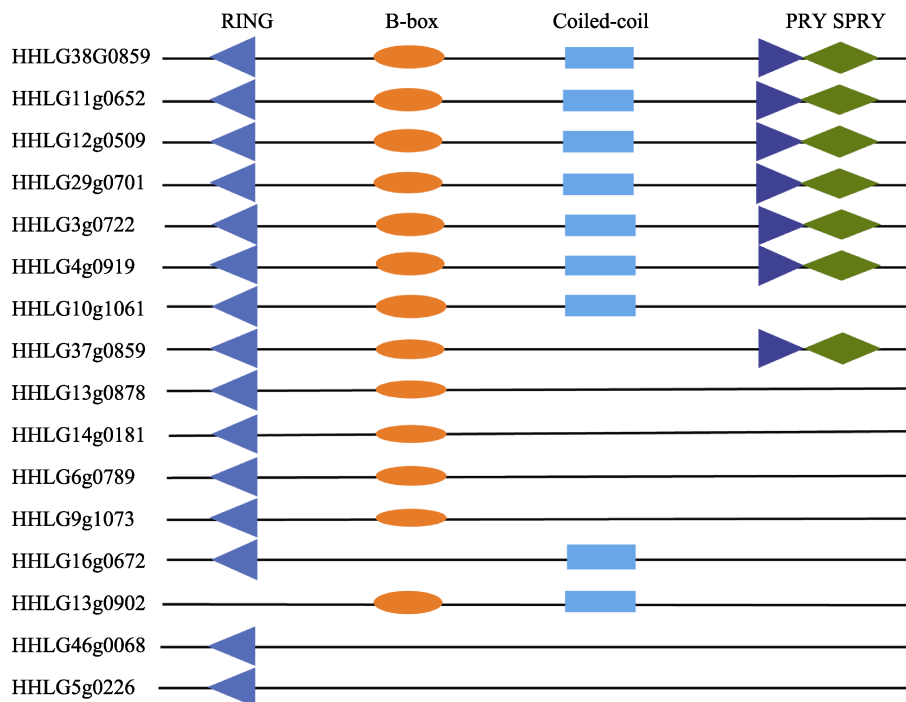 RING B-box Coiled-coil PRY SPRY
HHLG38G0859
HHLG11g0652
HHLG12g0509
HHLG29g0701
HHLG3g0722
HHLG4g0919
HHLG10g1061
HHLG37g0859
HHLG13g0878
HHLG14g0181
HHLG6g0789
HHLG9g1073
HHLG16g0672
HHLG13g0902
HHLG46g0068
HHLG5g0226